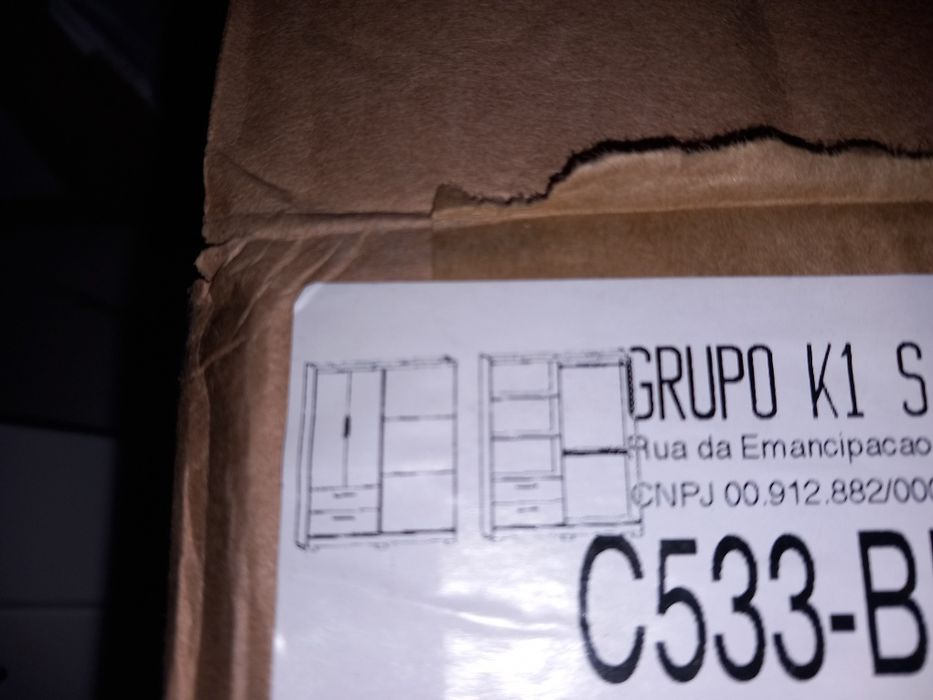 GRUPO K1 S
Rua da Emancipacao
CNPJ 00.912.882/000
C533-B